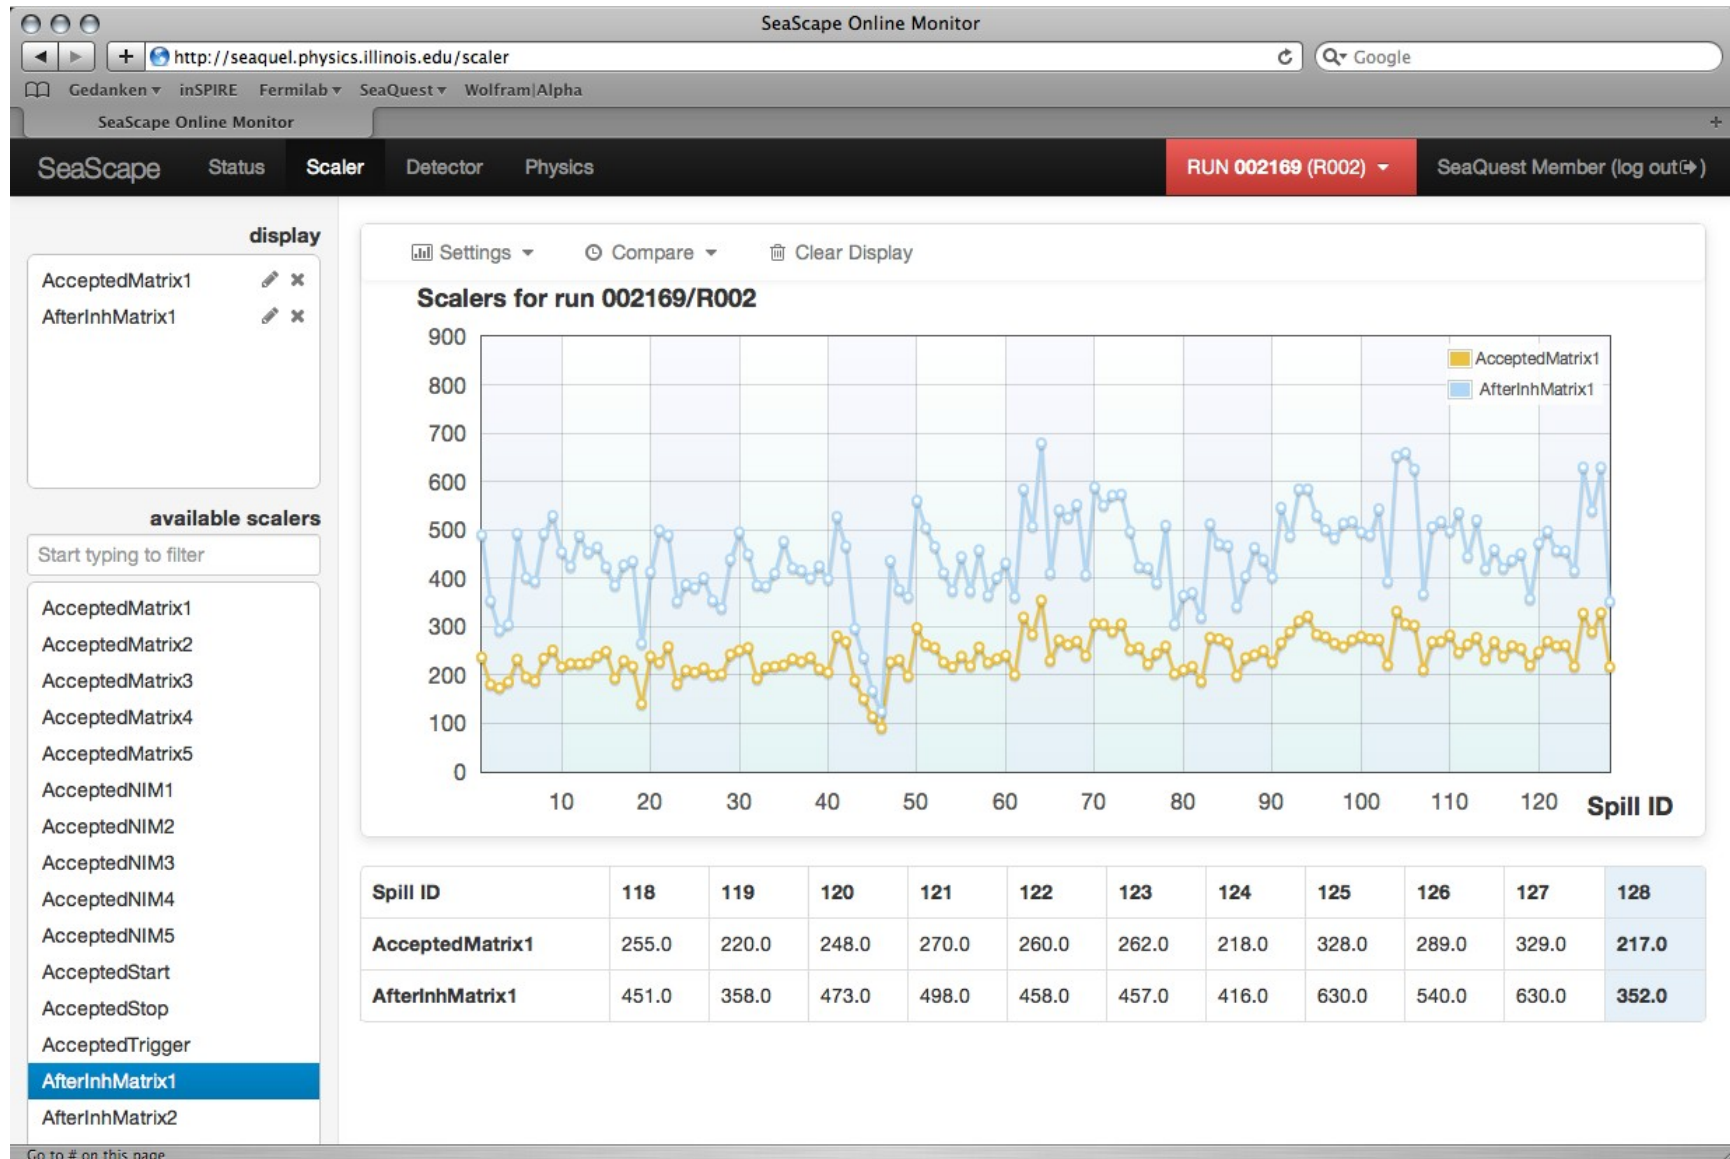 SeaScape Online Monitor
http://seaquel.physics.illinois.edu/scaler
Google
Gedanken inSPIRE Fermilab SeaQuest Wolfram|Alpha
SeaScape Online Monitor
SeaScape Status Scaler Detector Physics RUN 002169 (R002) SeaQuest Member (log out)
display
AcceptedMatrix1
AfterInhMatrix1
available scalers
Start typing to filter
AcceptedMatrix1
AcceptedMatrix2
AcceptedMatrix3
AcceptedMatrix4
AcceptedMatrix5
AcceptedNIM1
AcceptedNIM2
AcceptedNIM3
AcceptedNIM4
AcceptedNIM5
AcceptedStart
AcceptedStop
AcceptedTrigger
AfterInhMatrix1
AfterInhMatrix2
Settings Compare Clear Display
Scalers for run 002169/R002
900
800
700
600
500
400
300
200
100
0
AcceptedMatrix1
AfterInhMatrix1
10 20 30 40 50 60 70 80 90 100 110 120 Spill ID
Spill ID 118 119 120 121 122 123 124 125 126 127 128
AcceptedMatrix1 255.0 220.0 248.0 270.0 260.0 262.0 218.0 328.0 289.0 329.0 217.0
AfterInhMatrix1 451.0 358.0 473.0 498.0 458.0 457.0 416.0 630.0 540.0 630.0 352.0
Go to # on this page